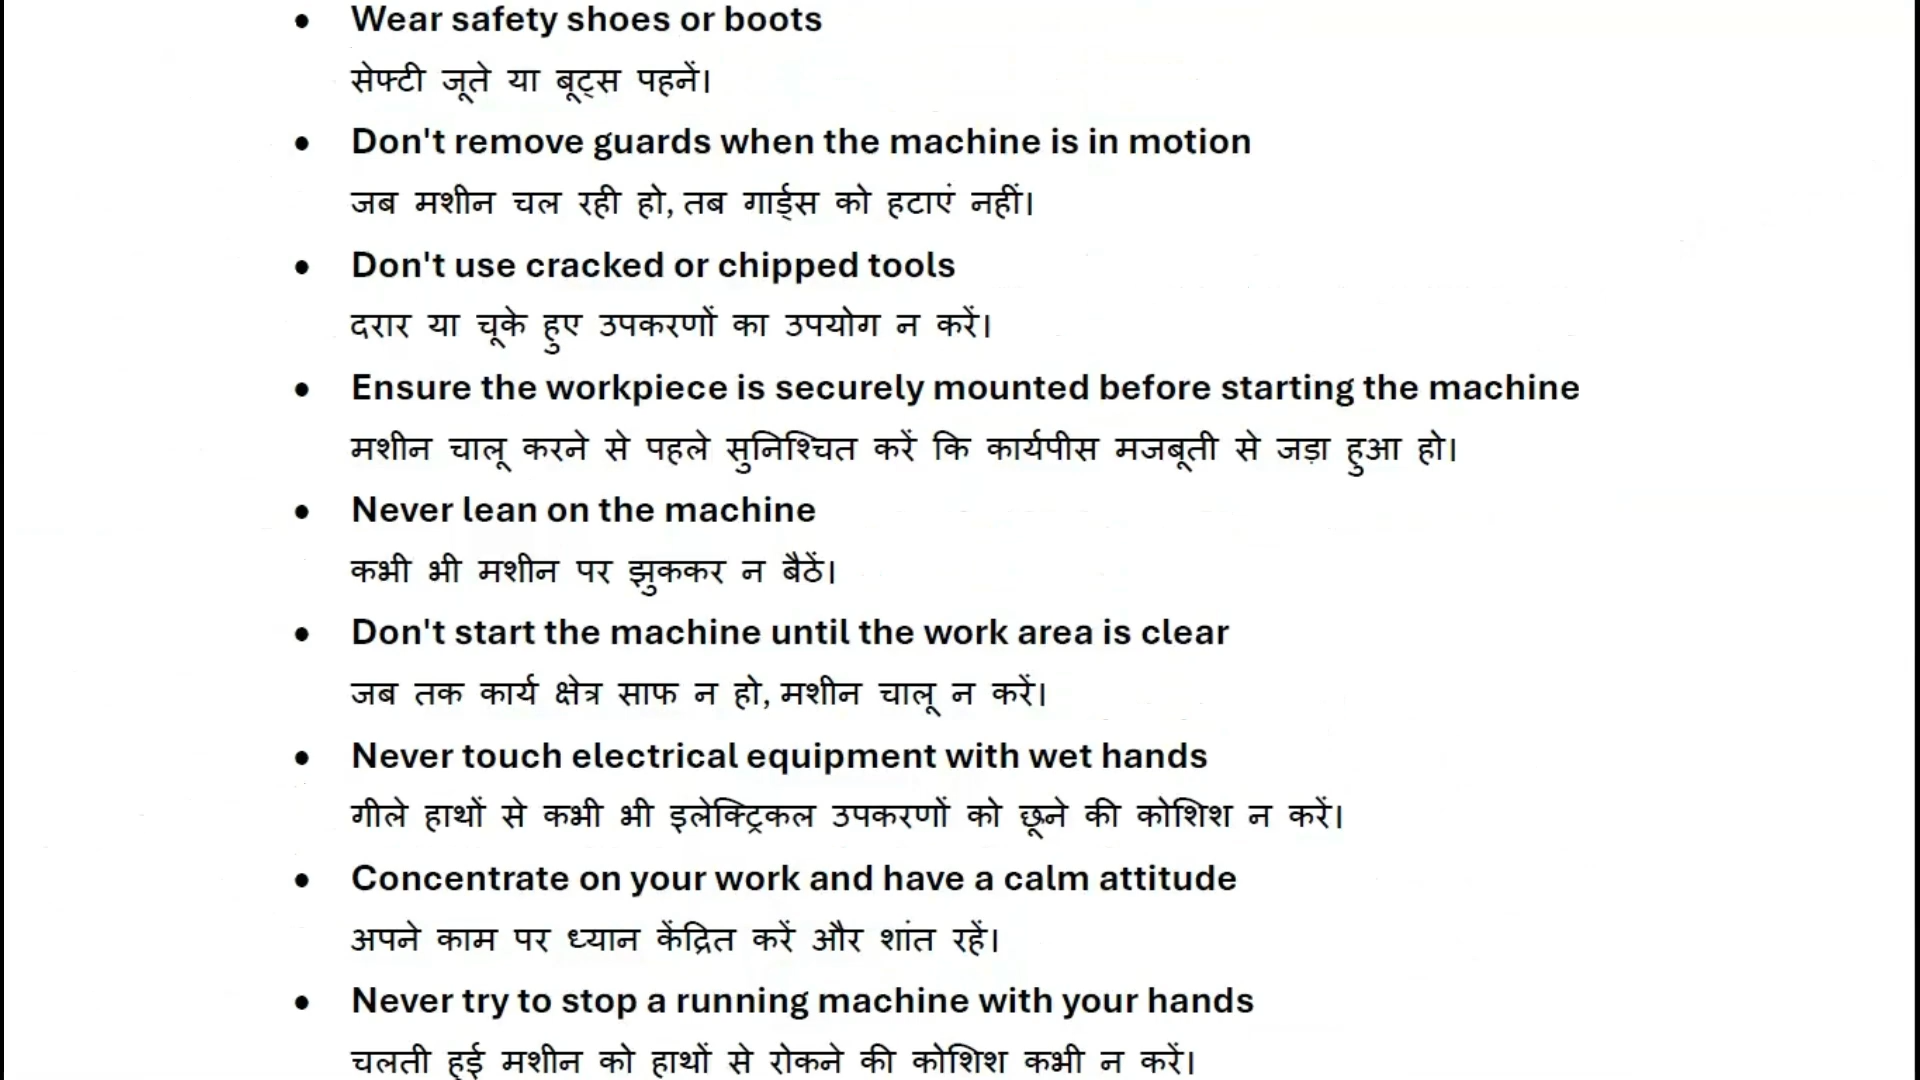 • Wear safety shoes or boots
सेफ्टी जूते या बूट्स पहनें।
• Don't remove guards when the machine is in motion
जब मशीन चल रही हो, तब गार्ड्स को हटाएं नहीं।
• Don't use cracked or chipped tools
दरार या चूके हुए उपकरणों का उपयोग न करें।
• Ensure the workpiece is securely mounted before starting the machine
मशीन चालू करने से पहले सुनिश्चित करें कि कार्यपीस मजबूती से जड़ा हुआ हो।
• Never lean on the machine
कभी भी मशीन पर झुककर न बैठें।
• Don't start the machine until the work area is clear
जब तक कार्य क्षेत्र साफ न हो, मशीन चालू न करें।
• Never touch electrical equipment with wet hands
गीले हाथों से कभी भी इलेक्ट्रिकल उपकरणों को छूने की कोशिश न करें।
• Concentrate on your work and have a calm attitude
अपने काम पर ध्यान केंद्रित करें और शांत रहें।
• Never try to stop a running machine with your hands
चलती हुई मशीन को हाथों से रोकने की कोशिश कभी न करें।